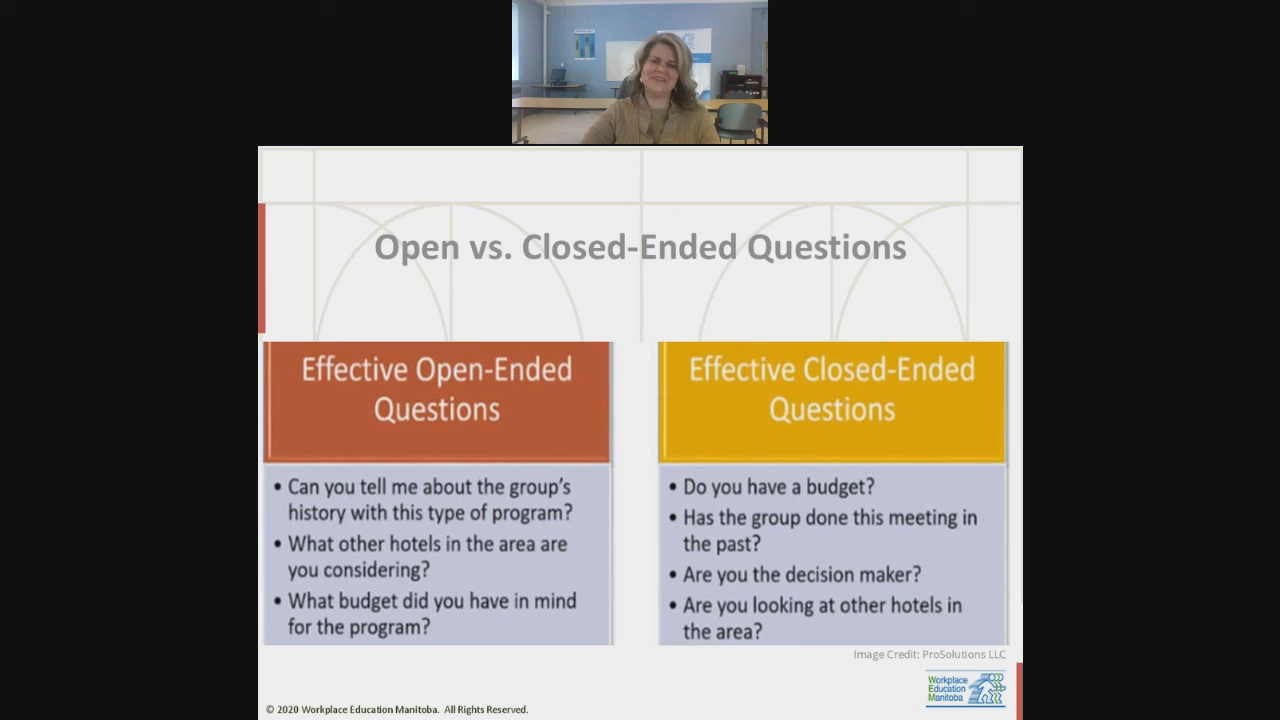 Open vs. Closed-Ended Questions
Effective Open-Ended
Questions
• Can you tell me about the group's
history with this type of program?
• What other hotels in the area are
you considering?
• What budget did you have in mind
for the program?
Effective Closed-Ended
Questions
• Do you have a budget?
• Has the group done this meeting in
the past?
• Are you the decision maker?
• Are you looking at other hotels in
the area?
Image Credit: ProSolutions LLC
Workplace
Education
Manitoba
© 2020 Workplace Education Manitoba. All Rights Reserved.